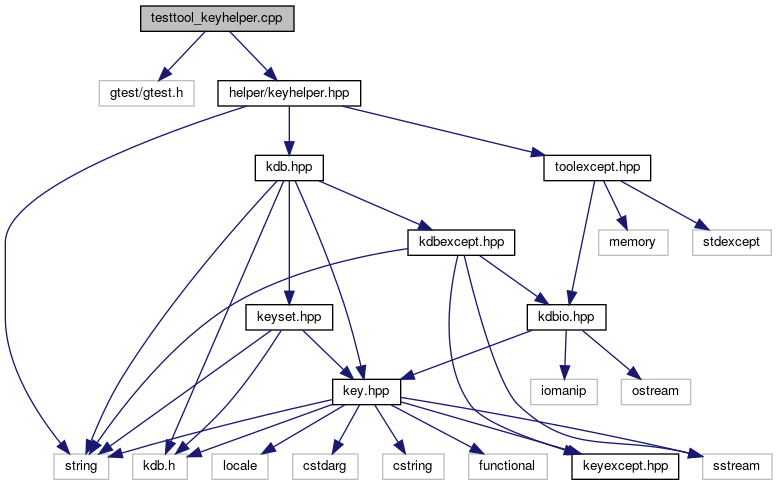 testtool_keyhelper.cpp
gtest/gtest.h
helper/keyhelper.hpp
kdb.hpp
toolexcept.hpp
kdbexcept.hpp
memory
stdexcept
keyset.hpp
kdbio.hpp
key.hpp
iomanip
ostream
string
kdb.h
locale
cstdarg
cstring
functional
keyexcept.hpp
sstream